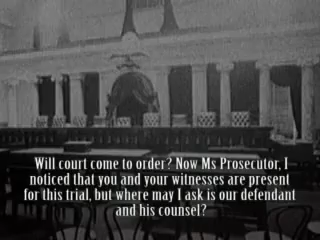 Will court come to order? Now Ms Prosecutor, I
noticed that you and your witnesses are present
for this trial, but where may I ask is our defendant
and his counsel?